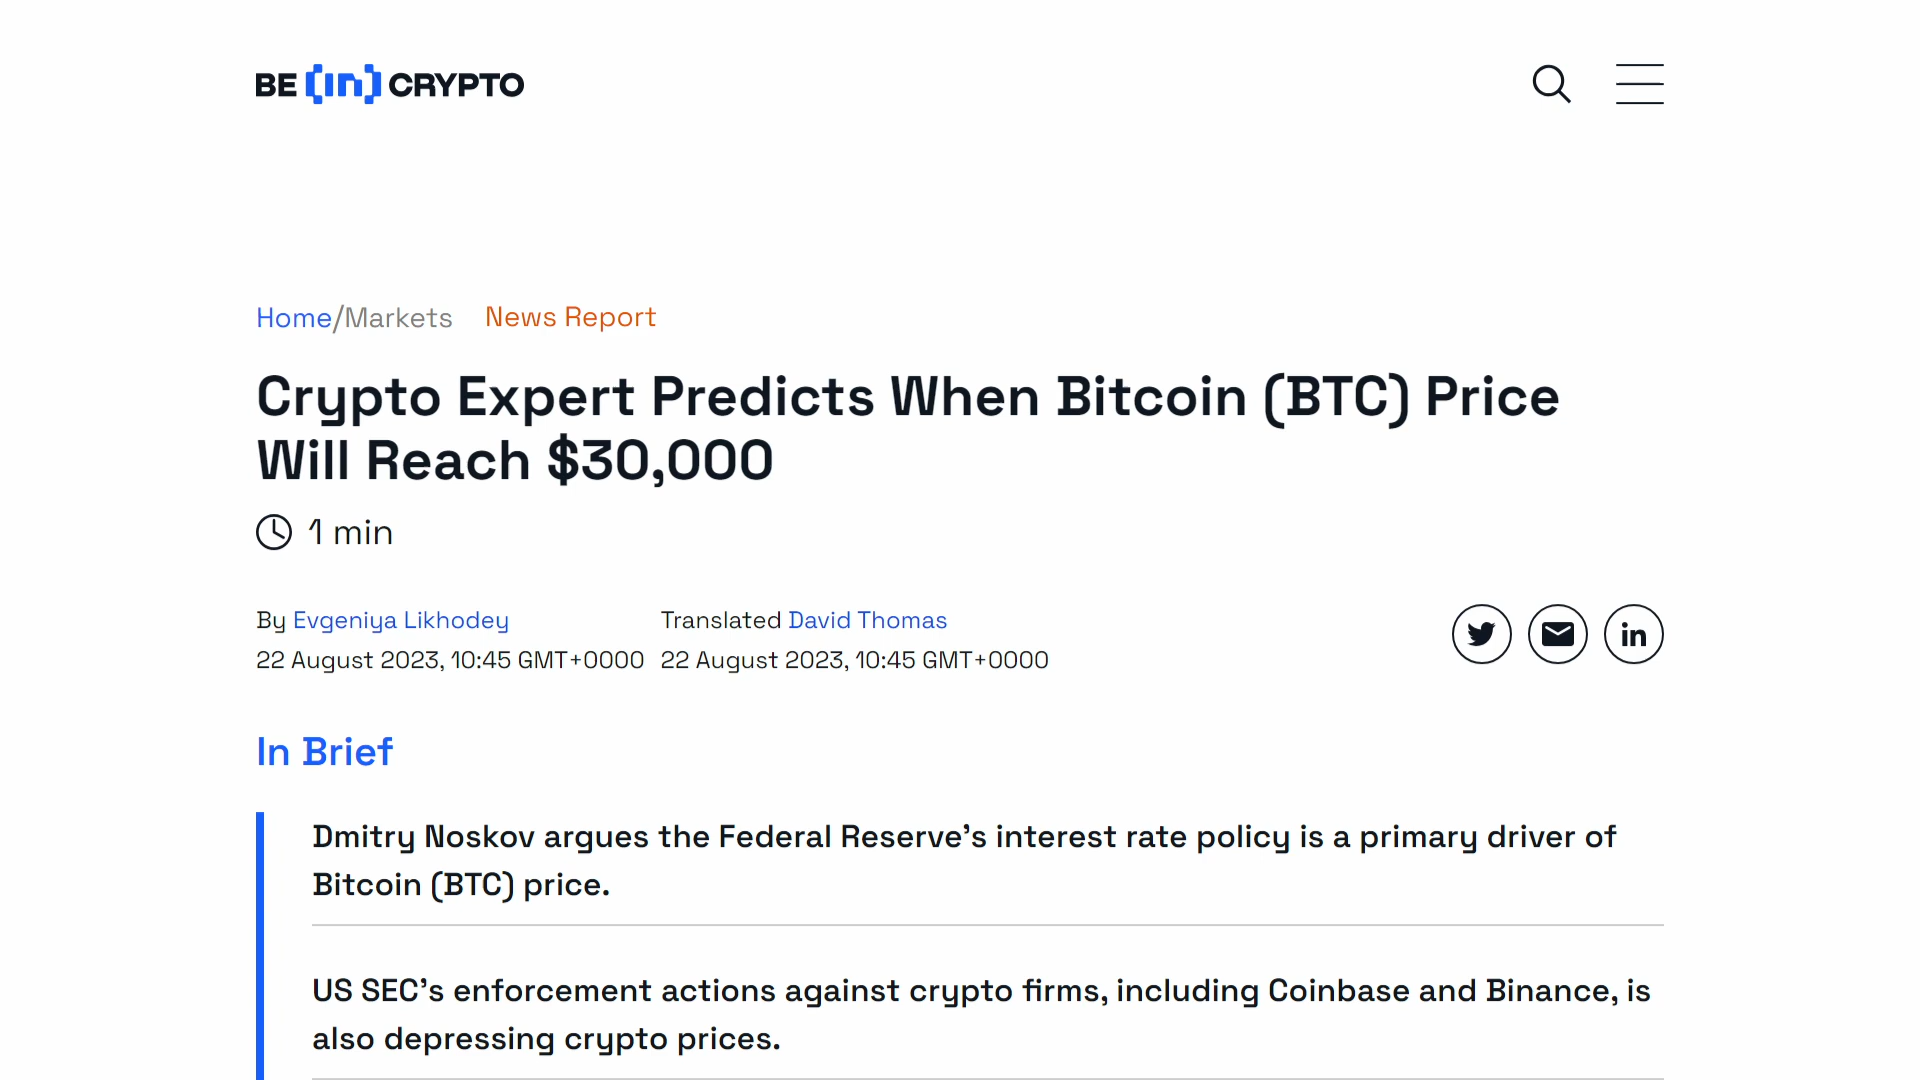 BE [in] CRYPTO
Home/Markets News Report
Crypto Expert Predicts When Bitcoin (BTC) Price
Will Reach $30,000
1 min
By Evgeniya Likhodey
22 August 2023, 10:45 GMT+0000
Translated David Thomas
22 August 2023, 10:45 GMT+0000
in
In Brief
Dmitry Noskov argues the Federal Reserve's interest rate policy is a primary driver of
Bitcoin (BTC) price.
US SEC's enforcement actions against crypto firms, including Coinbase and Binance, is
also depressing crypto prices.